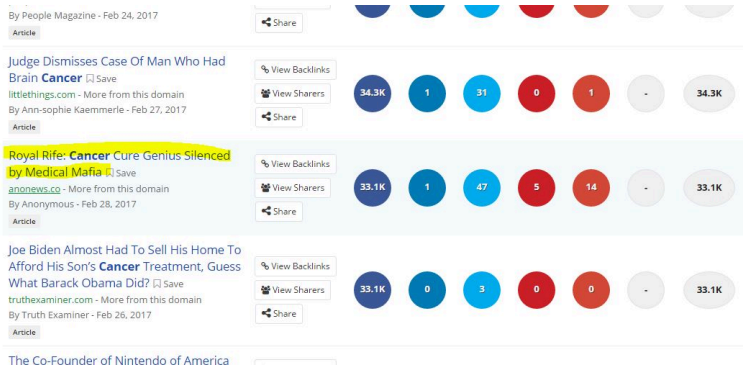 By People Magazine - Feb 24, 2017
Article
Share
Judge Dismisses Case Of Man Who Had
Brain Cancer Save
littlethings.com - More from this domain
By Ann-sophie Kaemmerle - Feb 27, 2017
Article
View Backlinks
View Sharers
Share
34.3K 1 31 0 1 - 34.3K
Royal Rife: Cancer Cure Genius Silenced
by Medical Mafia Save
anonews.co - More from this domain
By Anonymous - Feb 28, 2017
Article
View Backlinks
View Sharers
Share
33.1K 1 47 5 14 - 33.1K
Joe Biden Almost Had To Sell His Home To
Afford His Son's Cancer Treatment, Guess
What Barack Obama Did? Save
truthexaminer.com - More from this domain
By Truth Examiner - Feb 26, 2017
Article
View Backlinks
View Sharers
Share
33.1K 0 3 0 0 - 33.1K
The Co-Founder of Nintendo of America